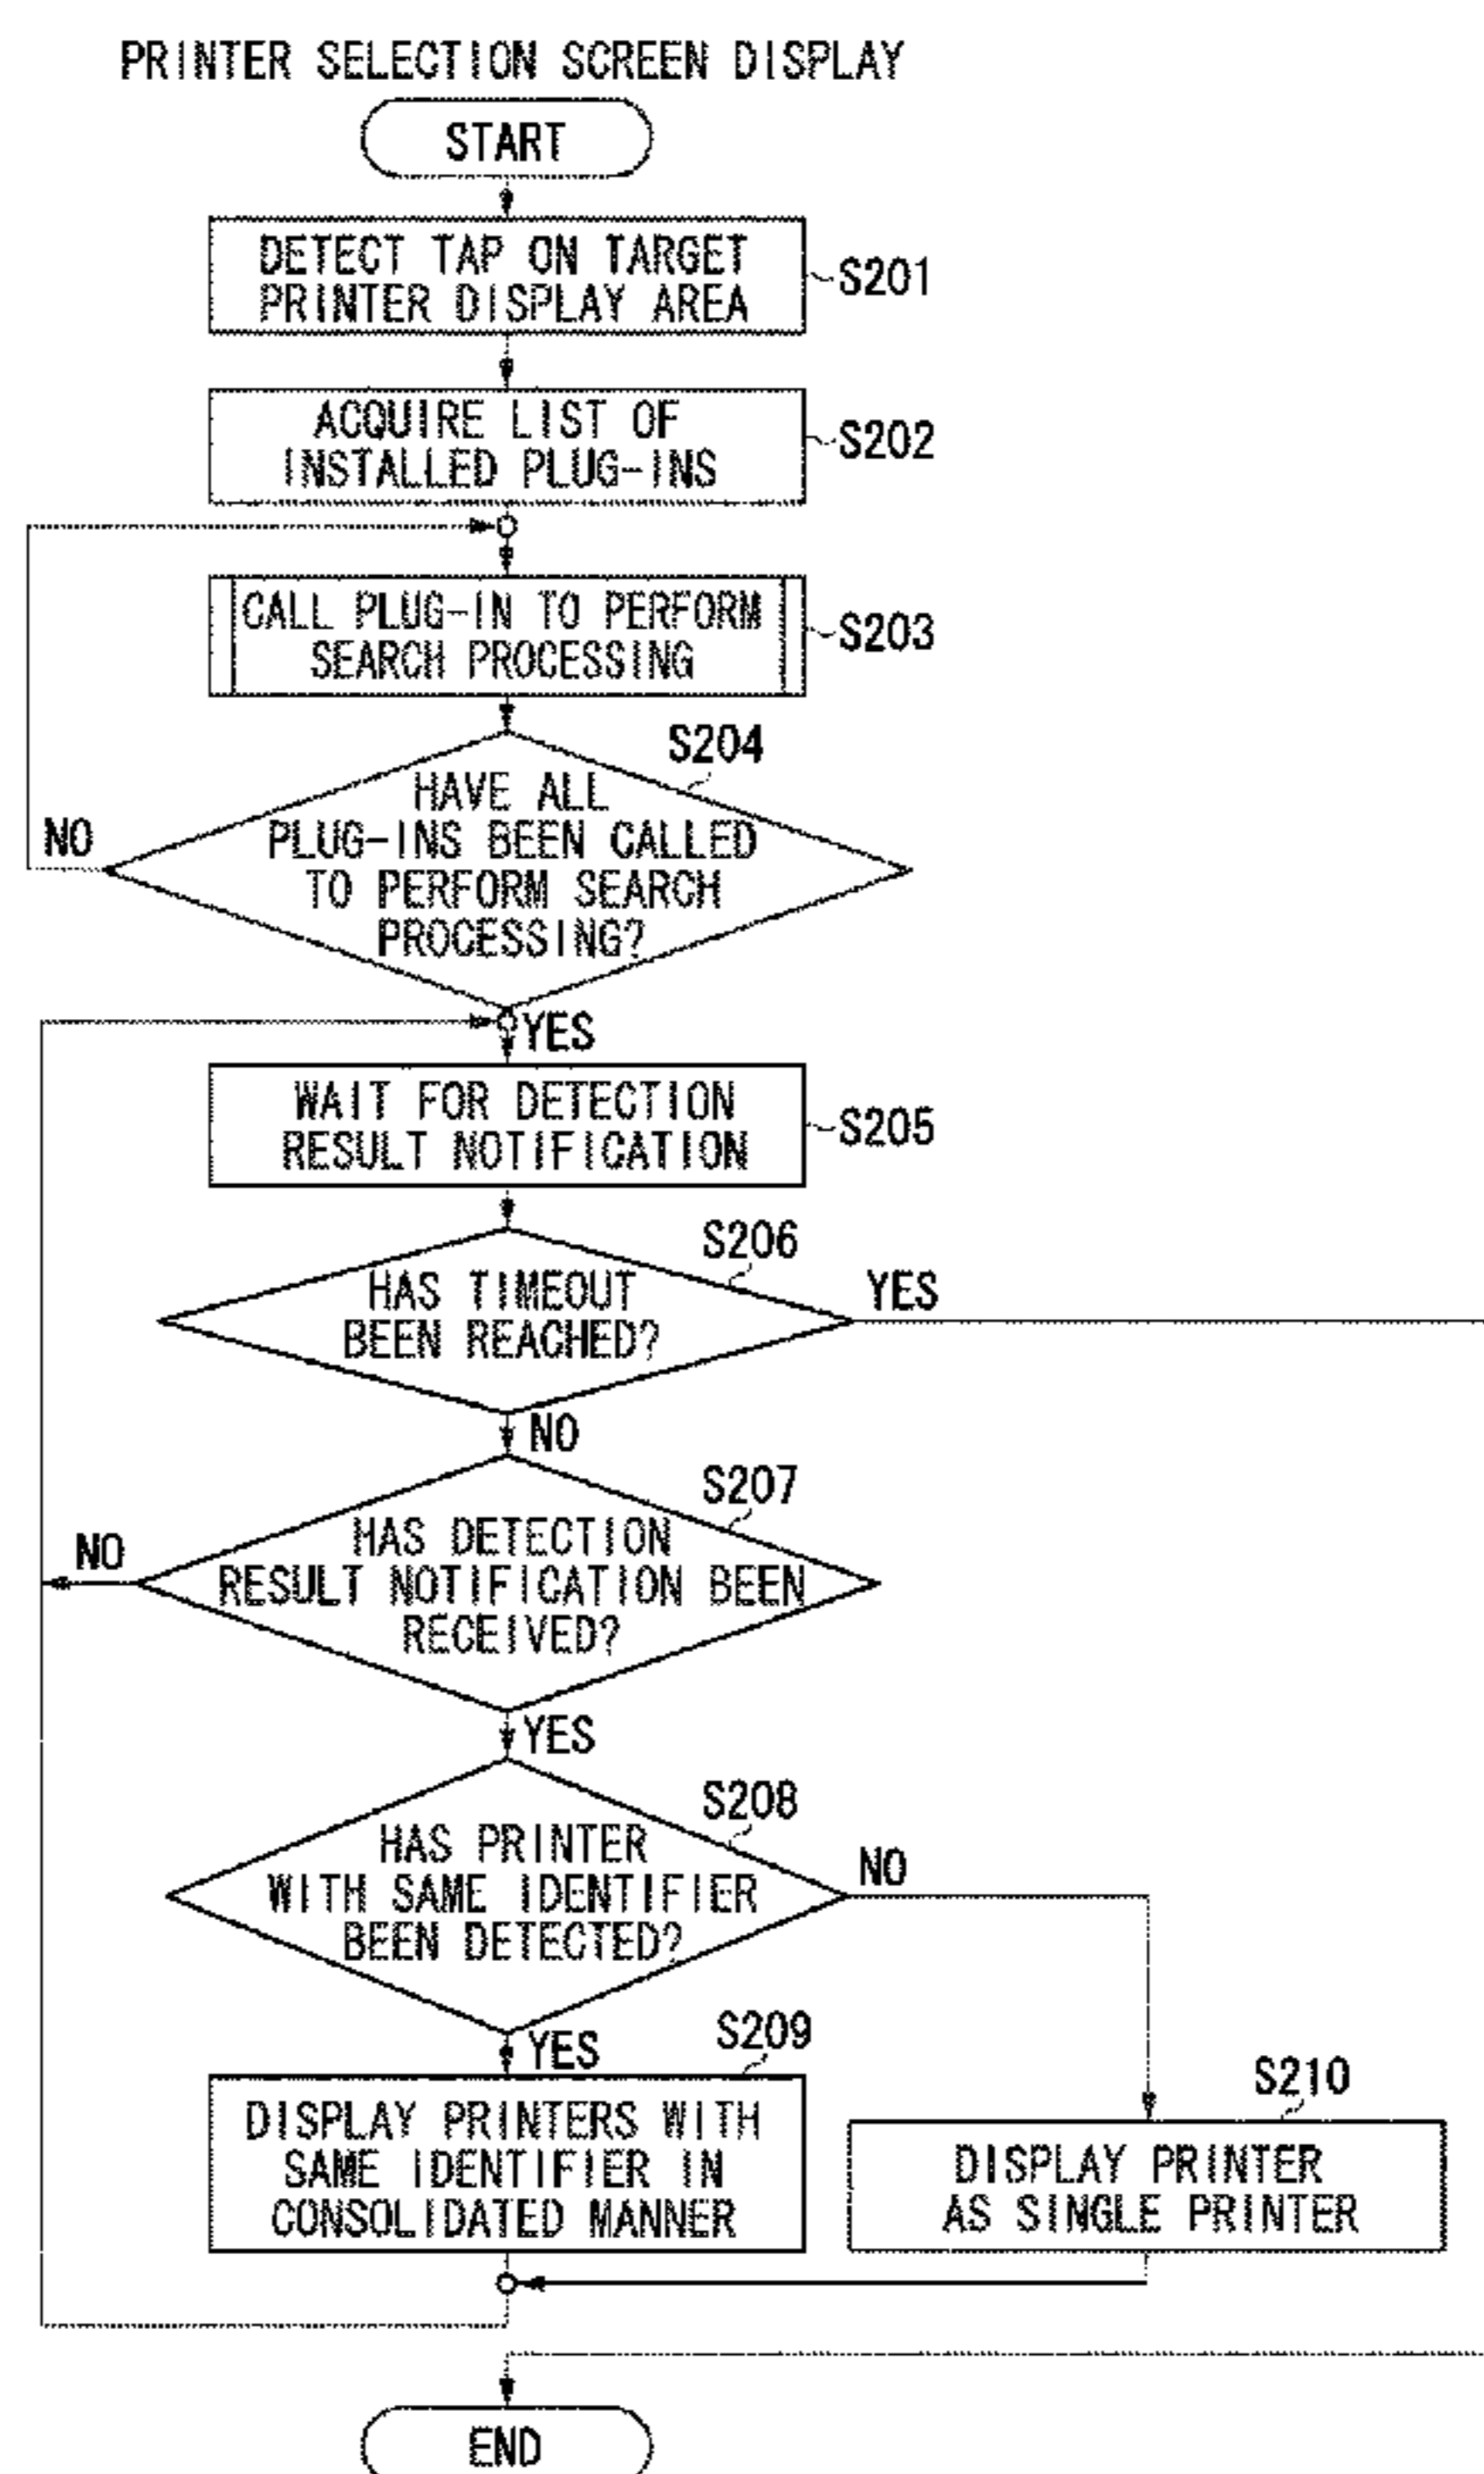 PRINTER SELECTION SCREEN DISPLAY
START
DETECT TAP ON TARGET
PRINTER DISPLAY AREA
S201
ACQUIRE LIST OF
INSTALLED PLUG-INS
S202
CALL PLUG-IN TO PERFORM
SEARCH PROCESSING
S203
S204
HAVE ALL
PLUG-INS BEEN CALLED
TO PERFORM SEARCH
PROCESSING?
NO
YES
WAIT FOR DETECTION
RESULT NOTIFICATION
S205
S206
HAS TIMEOUT
BEEN REACHED?
YES
NO
S207
HAS DETECTION
RESULT NOTIFICATION BEEN
RECEIVED?
NO
YES
S208
HAS PRINTER
WITH SAME IDENTIFIER
BEEN DETECTED?
NO
YES
S209
DISPLAY PRINTERS WITH
SAME IDENTIFIER IN
CONSOLIDATED MANNER
S210
DISPLAY PRINTER
AS SINGLE PRINTER
END